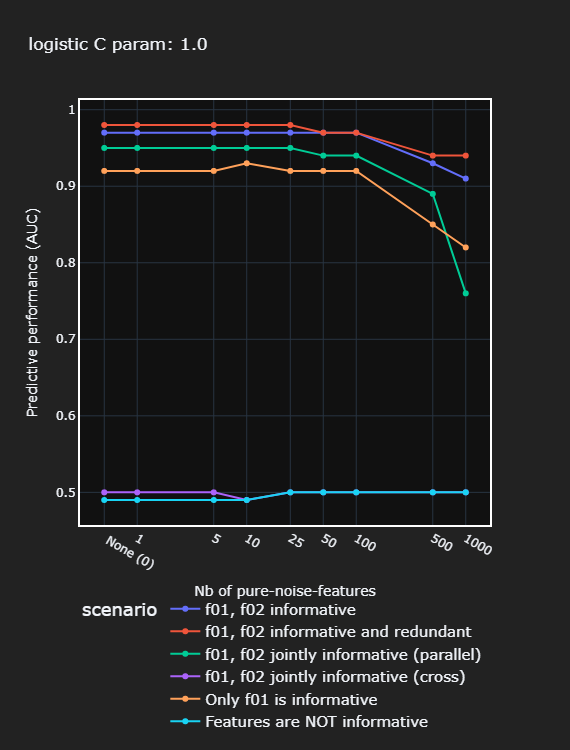 logistic C param: 1.0
1
0.9
0.8
0.7
0.6
0.5
Predictive performance (AUC)
None (0) 1 5 10 25 50 100 500 1000
Nb of pure-noise-features
scenario
f01, f02 informative
f01, f02 informative and redundant
f01, f02 jointly informative (parallel)
f01, f02 jointly informative (cross)
Only f01 is informative
Features are NOT informative